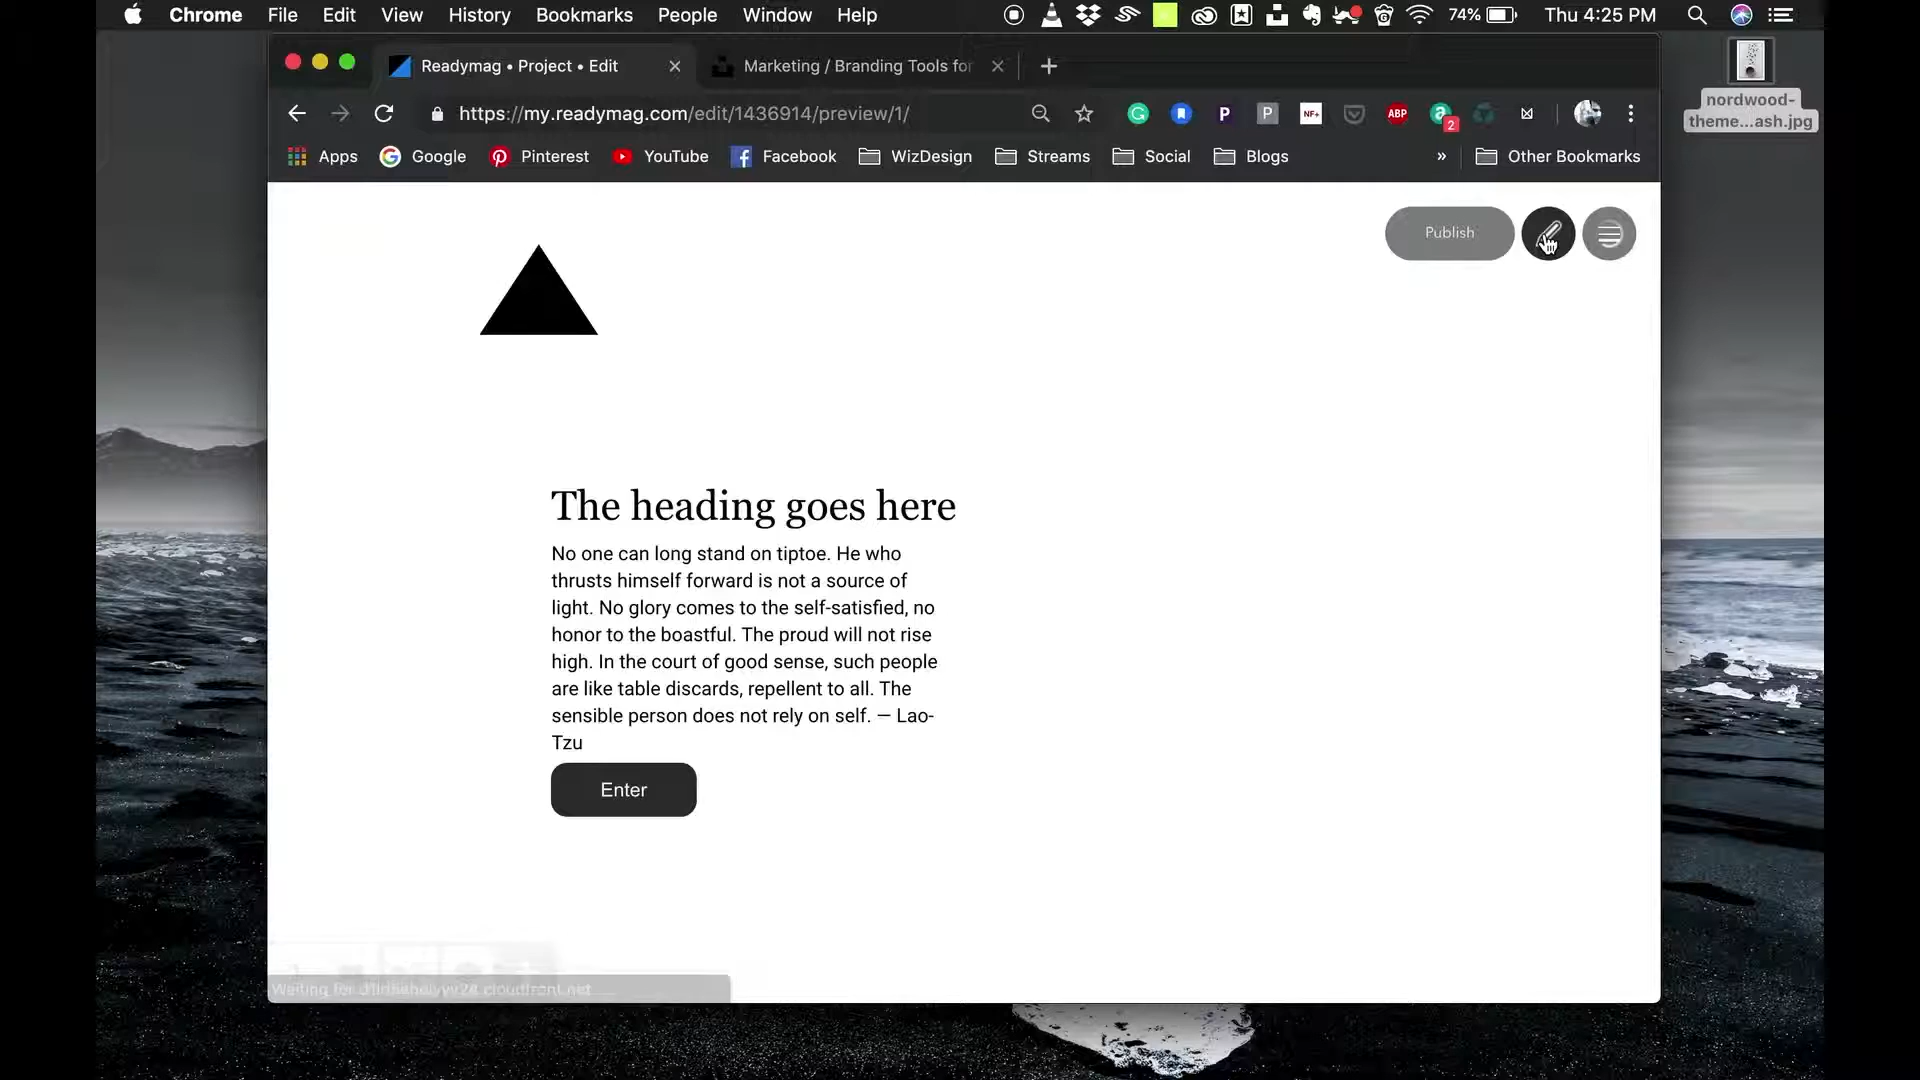 Chrome File Edit View History Bookmarks People Window Help 74% Thu 4:25 PM
Readymag • Project • Edit Marketing / Branding Tools for
https://my.readymag.com/edit/1436914/preview/1/ P P NF+ ABP 2
Apps Google Pinterest YouTube Facebook WizDesign Streams Social Blogs » Other Bookmarks
nordwood-
theme...ash.jpg
Publish
The heading goes here
No one can long stand on tiptoe. He who
thrusts himself forward is not a source of
light. No glory comes to the self-satisfied, no
honor to the boastful. The proud will not rise
high. In the court of good sense, such people
are like table discards, repellent to all. The
sensible person does not rely on self. — Lao-
Tzu
Enter
Waiting for